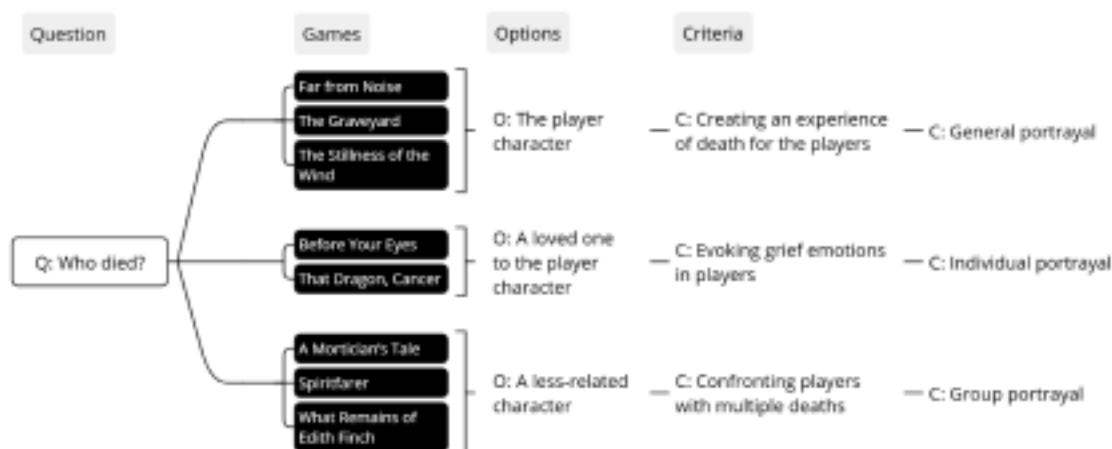 Question
Games
Options
Criteria
Q: Who died?
Far from Noise
The Graveyard
The Stillness of the
Wind
O: The player
character
C: Creating an experience
of death for the players
C: General portrayal
Before Your Eyes
That Dragon, Cancer
O: A loved one
to the player
character
C: Evoking grief emotions
in players
C: Individual portrayal
A Mortician's Tale
Spiritfarer
What Remains of
Edith Finch
O: A less-related
character
C: Confronting players
with multiple deaths
C: Group portrayal